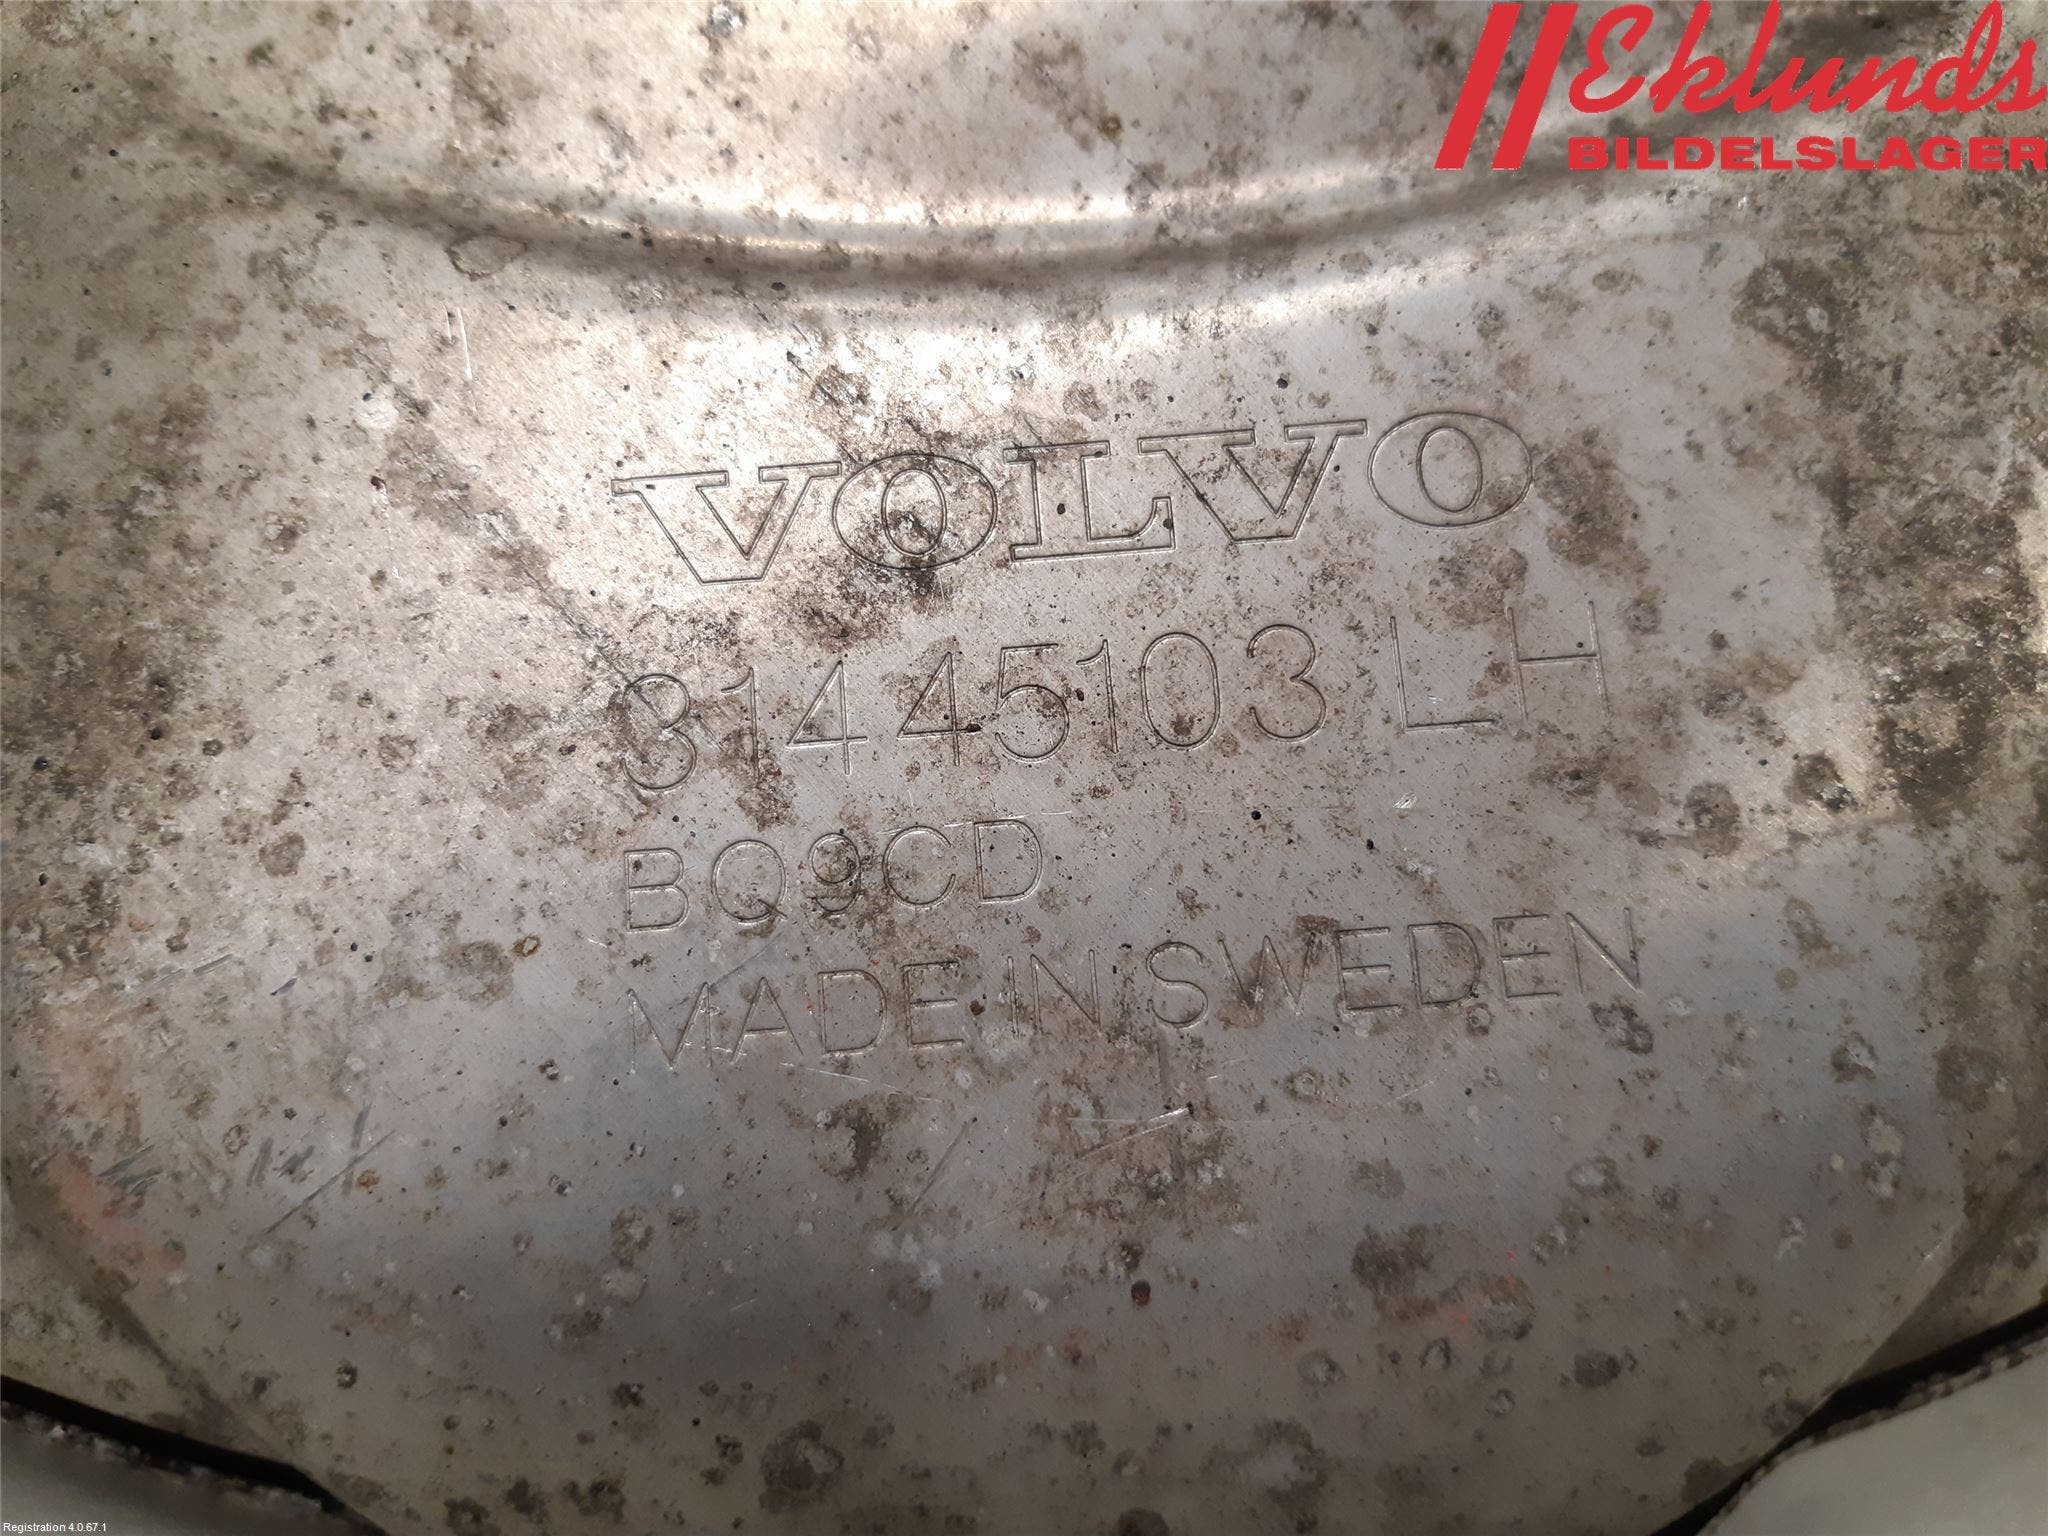 Eklunds
BILDELSLAGER
VOLVO
31445103 LH
BQ9CD
MADE IN SWEDEN
Registration 4.0.67.1